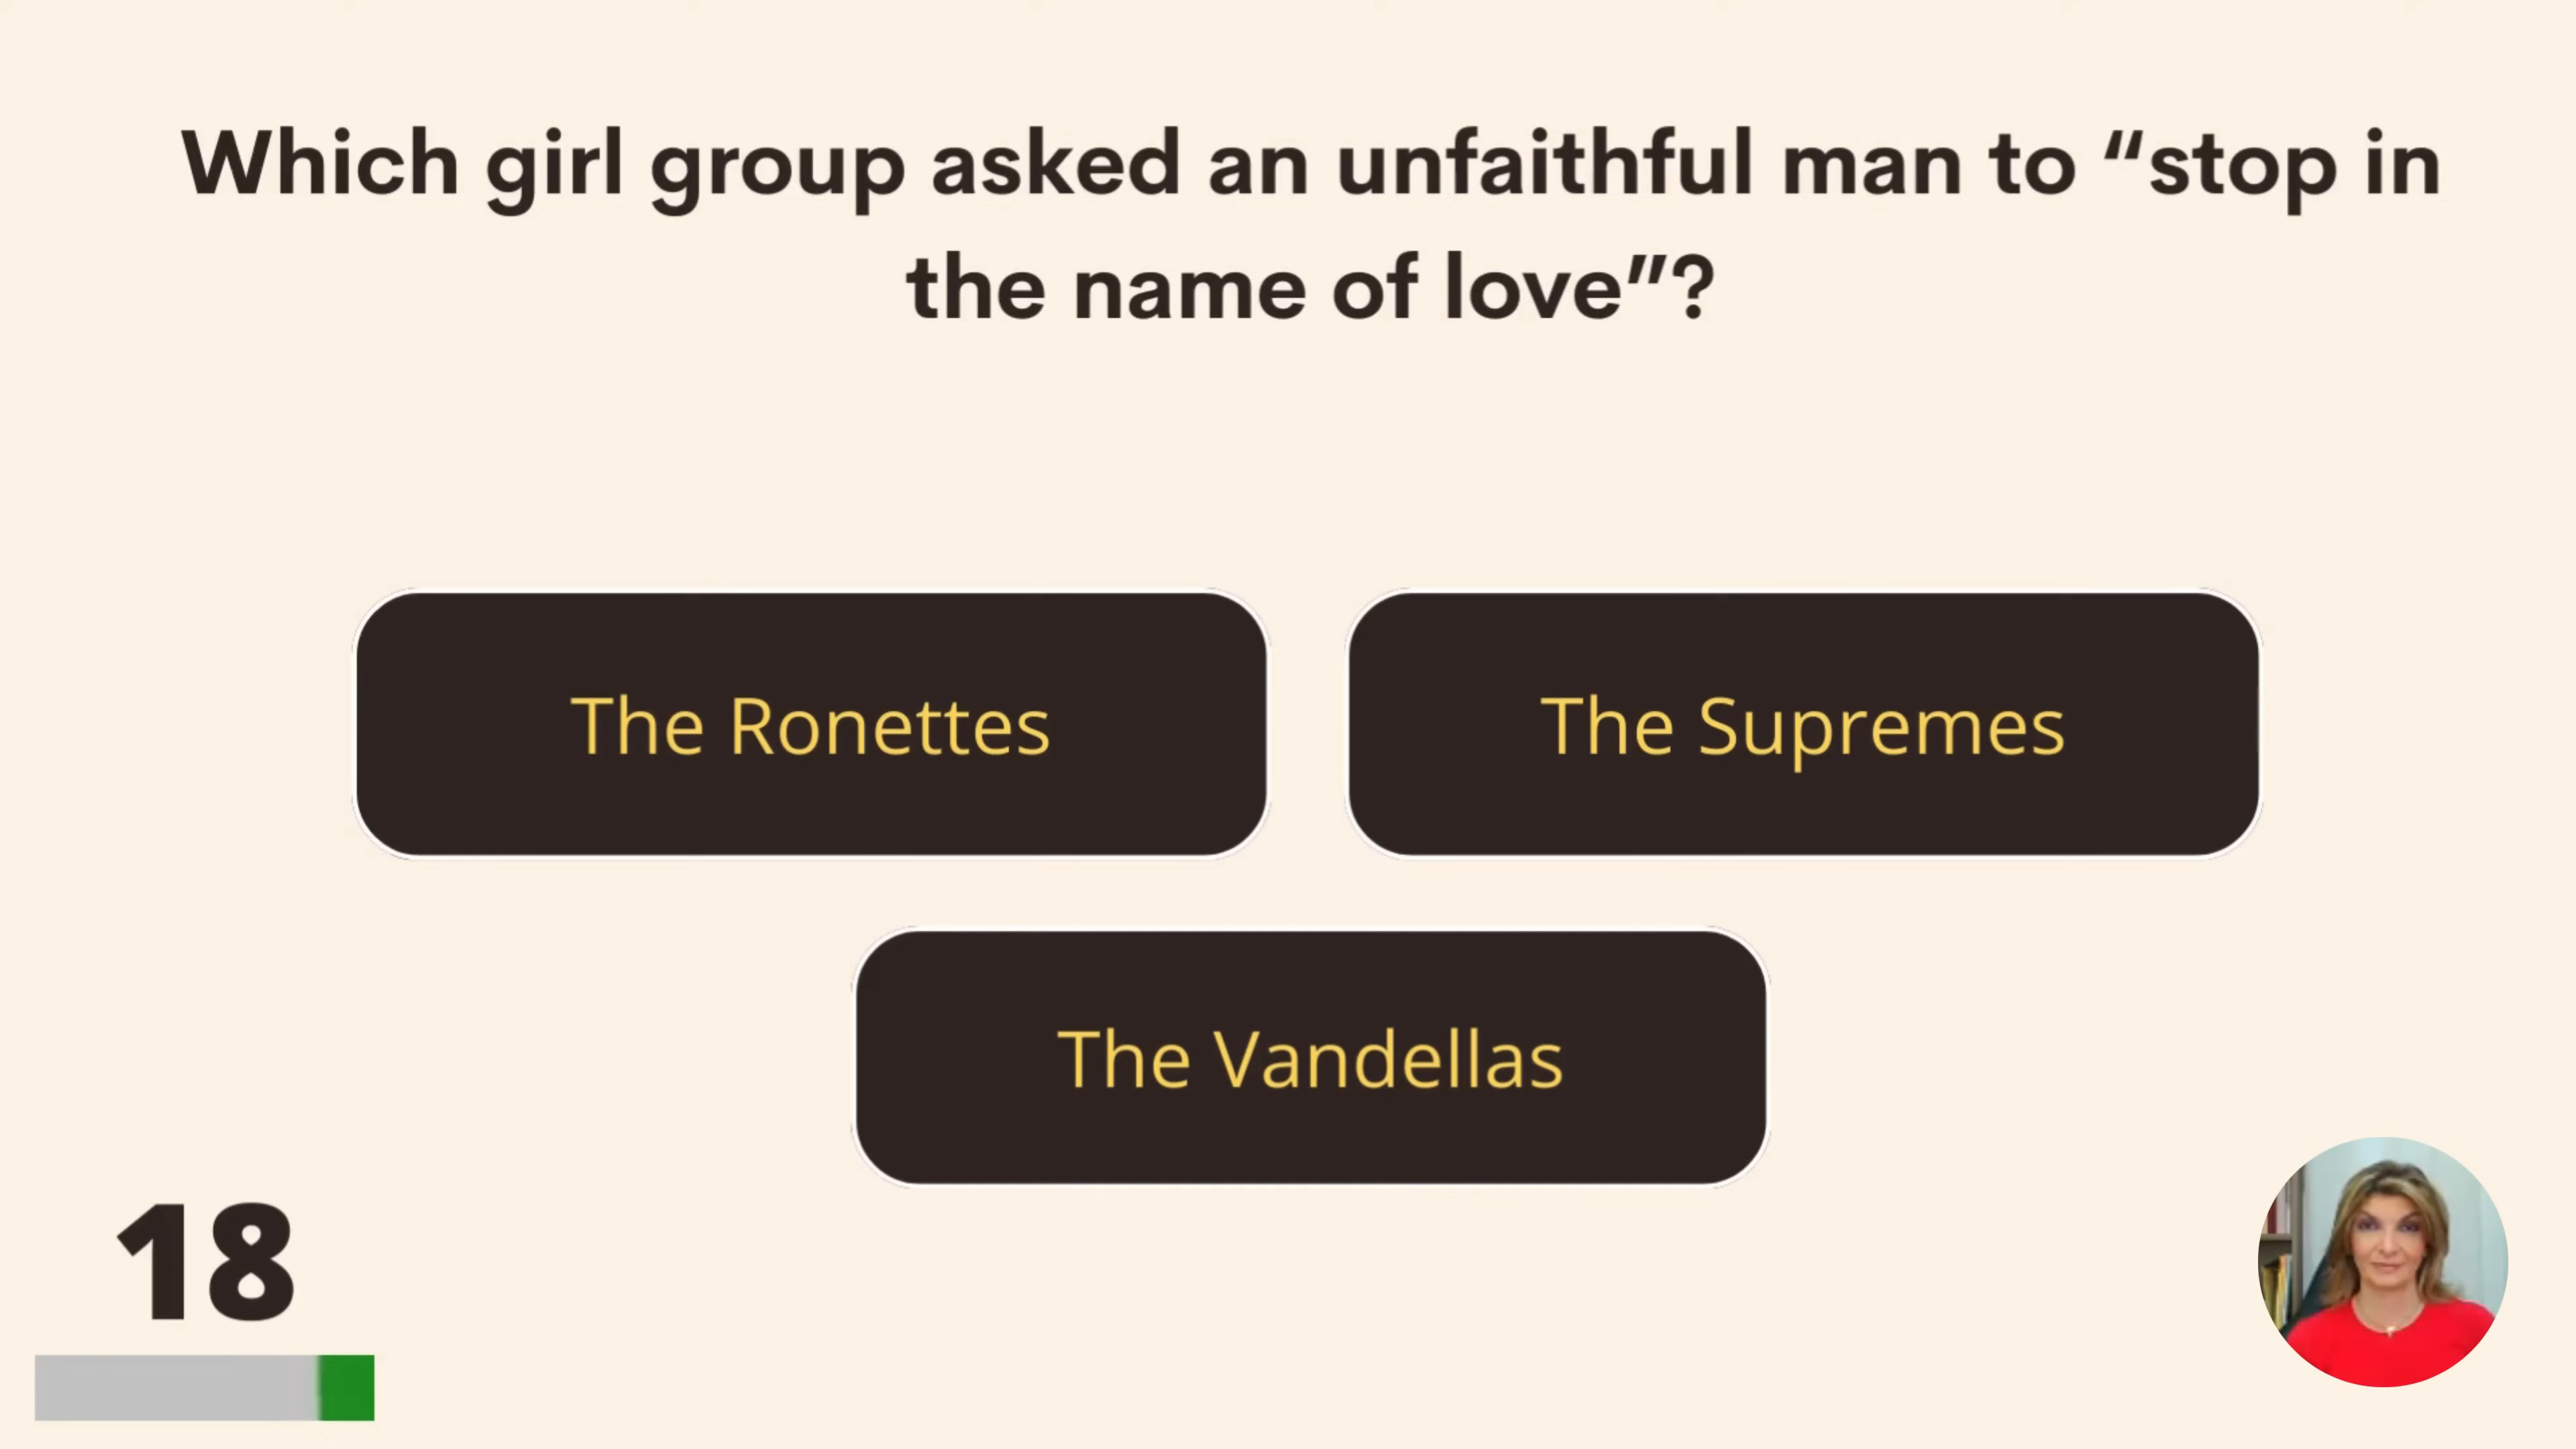 Which girl group asked an unfaithful man to “stop in
the name of love”?
The Ronettes
The Supremes
The Vandellas
18